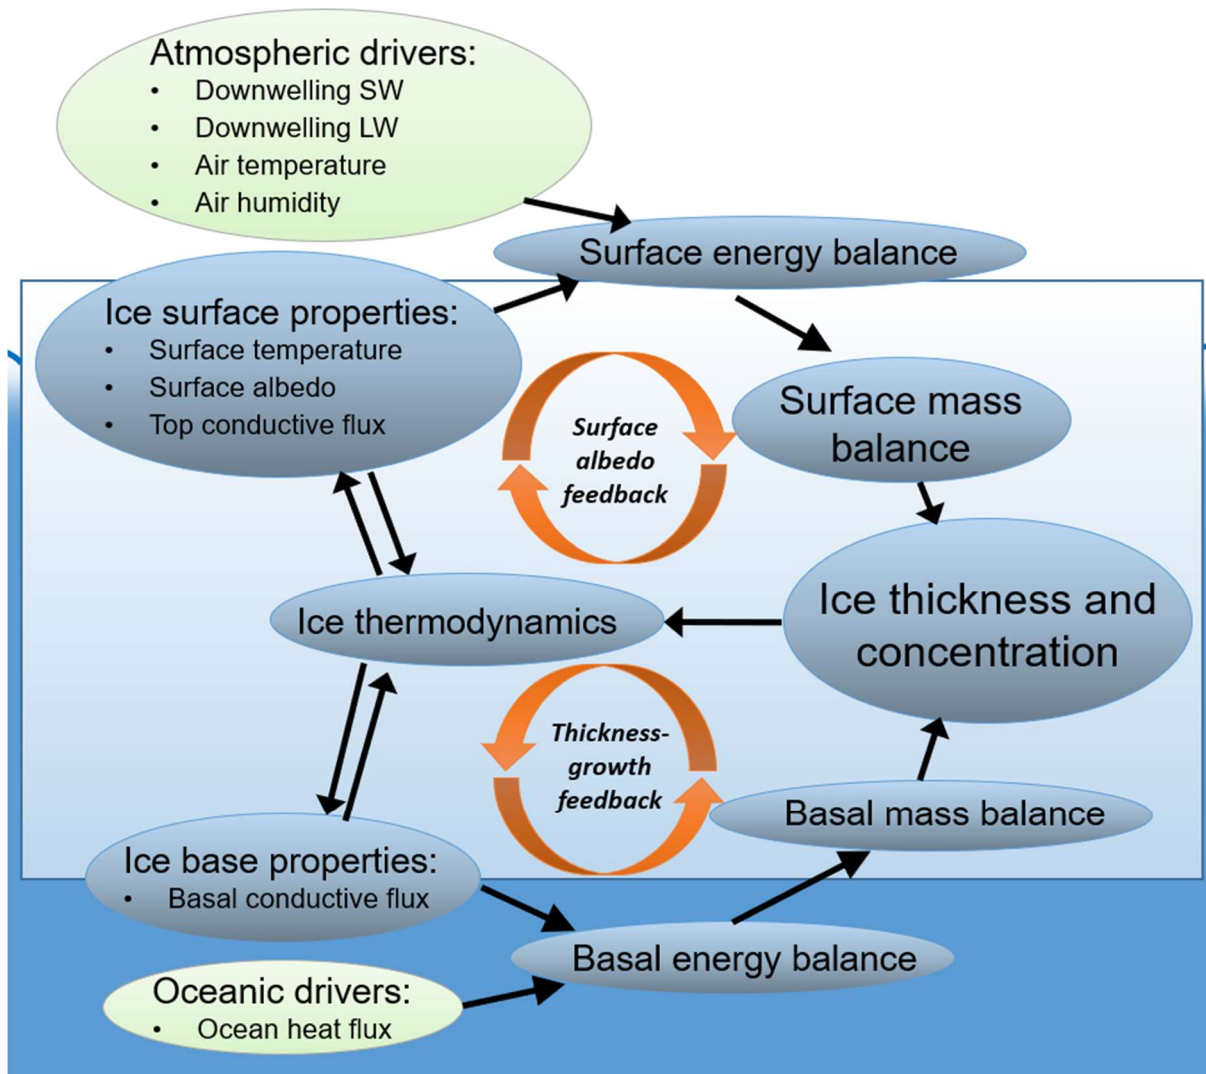 Atmospheric drivers:
• Downwelling SW
• Downwelling LW
• Air temperature
• Air humidity
Surface energy balance
Ice surface properties:
• Surface temperature
• Surface albedo
• Top conductive flux
Surface mass
balance
Surface
albedo
feedback
Ice thermodynamics
Ice thickness and
concentration
Thickness-
growth
feedback
Basal mass balance
Ice base properties:
• Basal conductive flux
Basal energy balance
Oceanic drivers:
• Ocean heat flux